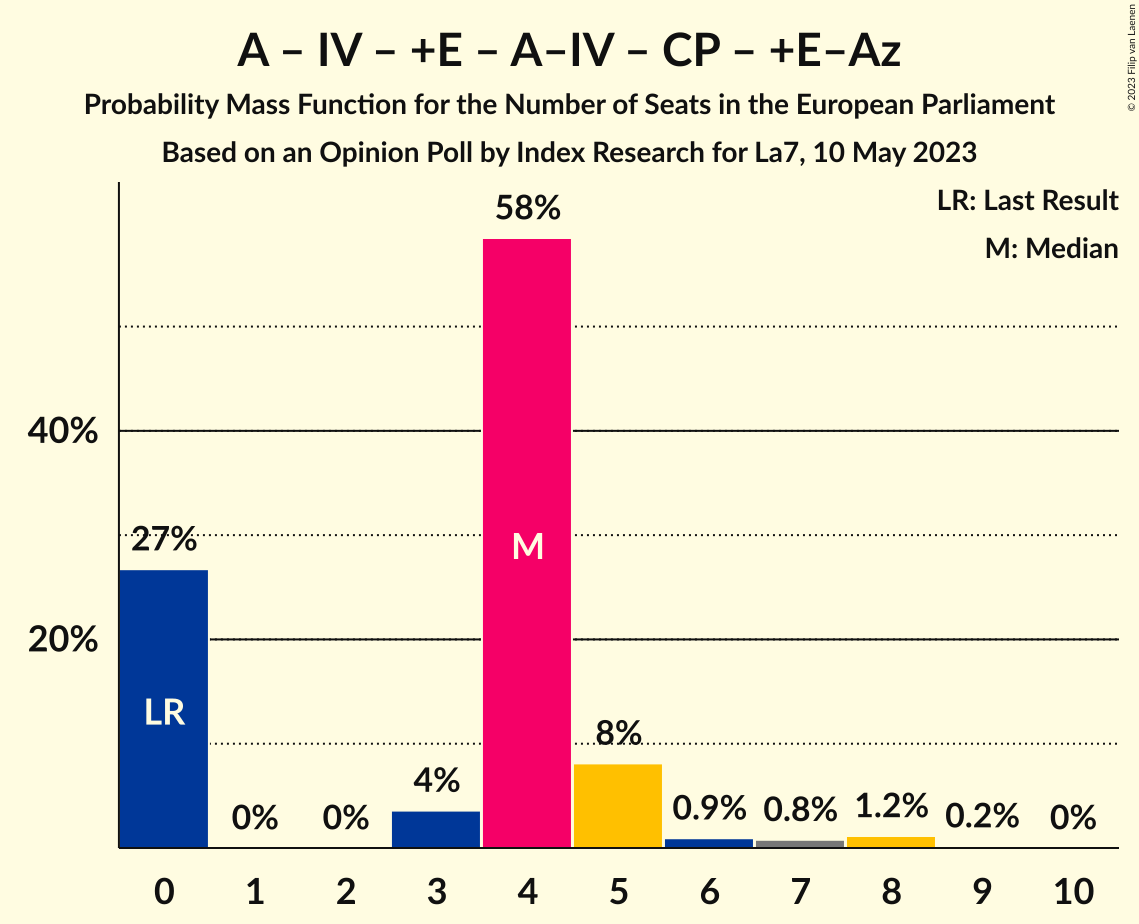 A – IV – +E – A–IV – CP – +E–Az
Probability Mass Function for the Number of Seats in the European Parliament
Based on an Opinion Poll by Index Research for La7, 10 May 2023
© 2023 Filip van Laenen
LR: Last Result
M: Median
58%
40%
27%
M
20%
LR
8%
4%
0%
0%
0.9%
0.8%
1.2%
0.2%
0%
0 1 2 3 4 5 6 7 8 9 10